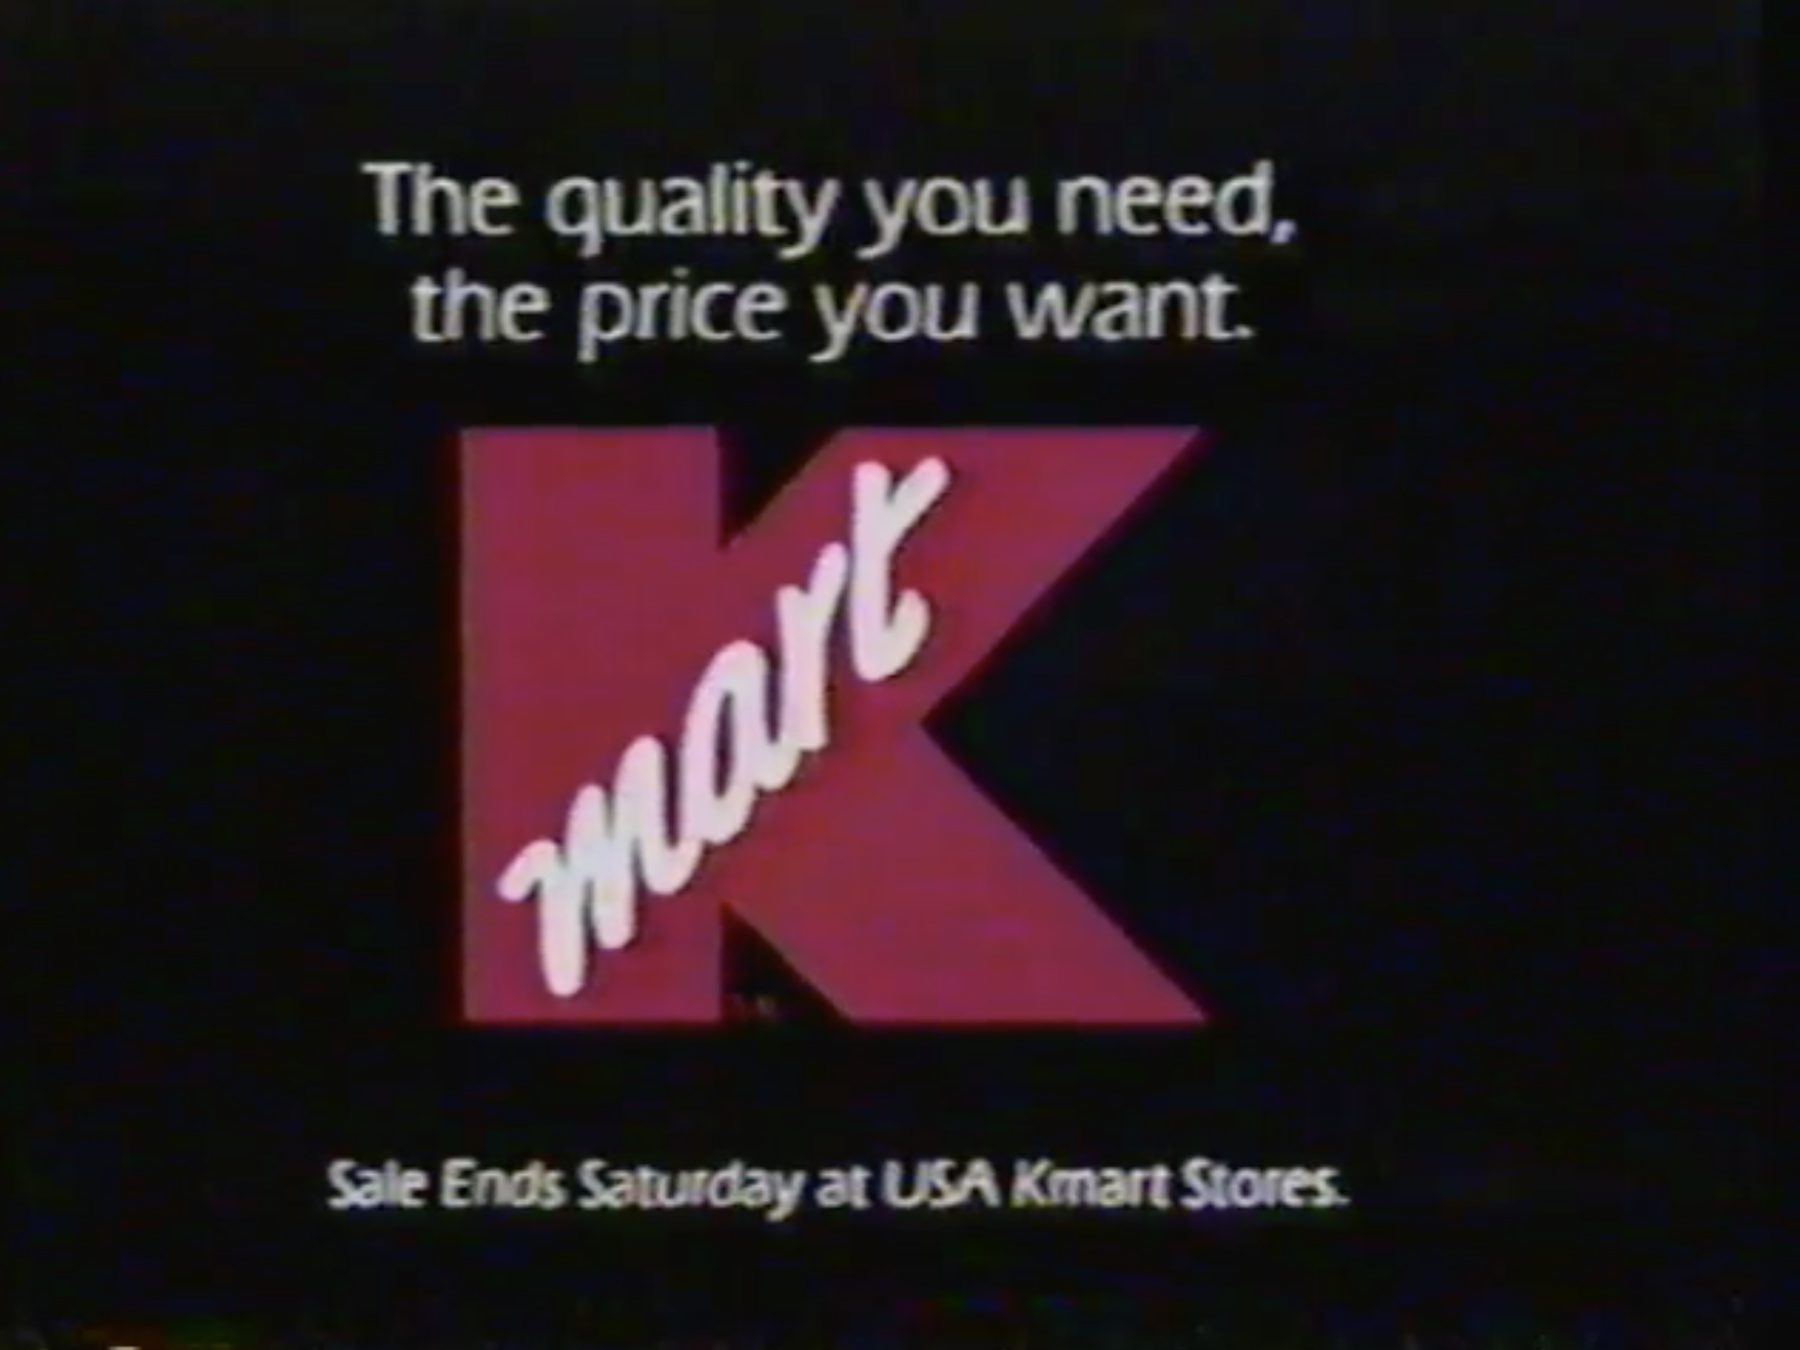 The quality you need,
the price you want.
K
mart
Sale Ends Saturday at USA Kmart Stores.